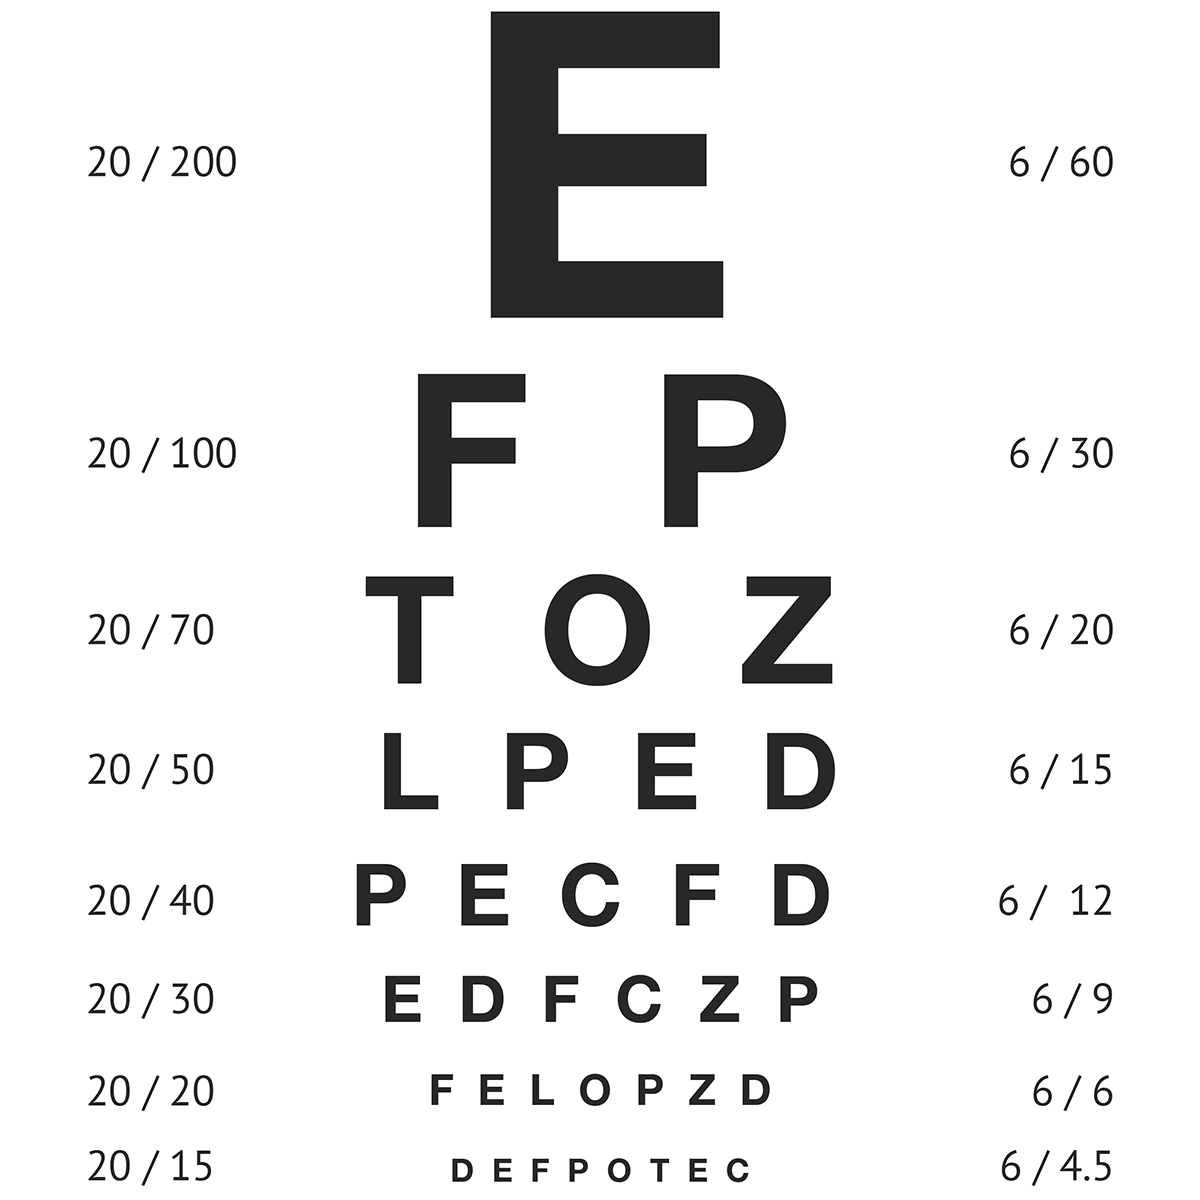 20 / 200 E 6 / 60
20 / 100 F P 6 / 30
20 / 70 T O Z 6 / 20
20 / 50 L P E D 6 / 15
20 / 40 P E C F D 6 / 12
20 / 30 E D F C Z P 6 / 9
20 / 20 F E L O P Z D 6 / 6
20 / 15 D E F P O T E C 6 / 4.5